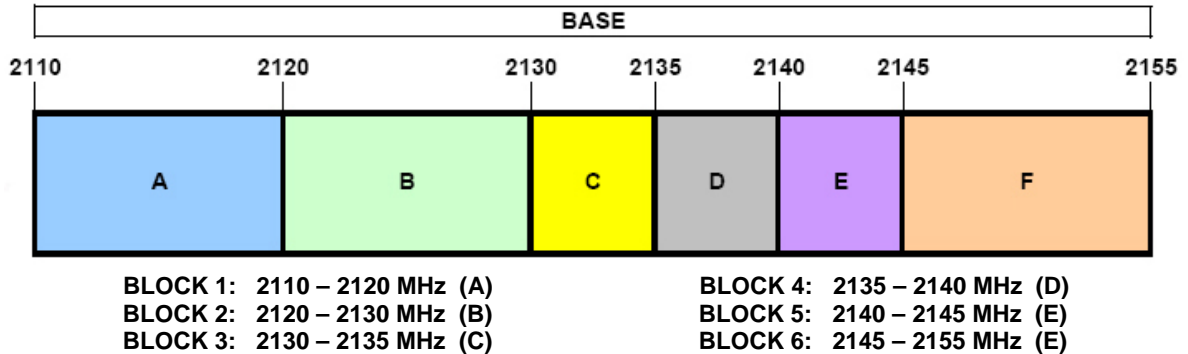 BASE
2110 2120 2130 2135 2140 2145 2155
A B C D E F
BLOCK 1: 2110 – 2120 MHz (A) BLOCK 4: 2135 – 2140 MHz (D)
BLOCK 2: 2120 – 2130 MHz (B) BLOCK 5: 2140 – 2145 MHz (E)
BLOCK 3: 2130 – 2135 MHz (C) BLOCK 6: 2145 – 2155 MHz (E)